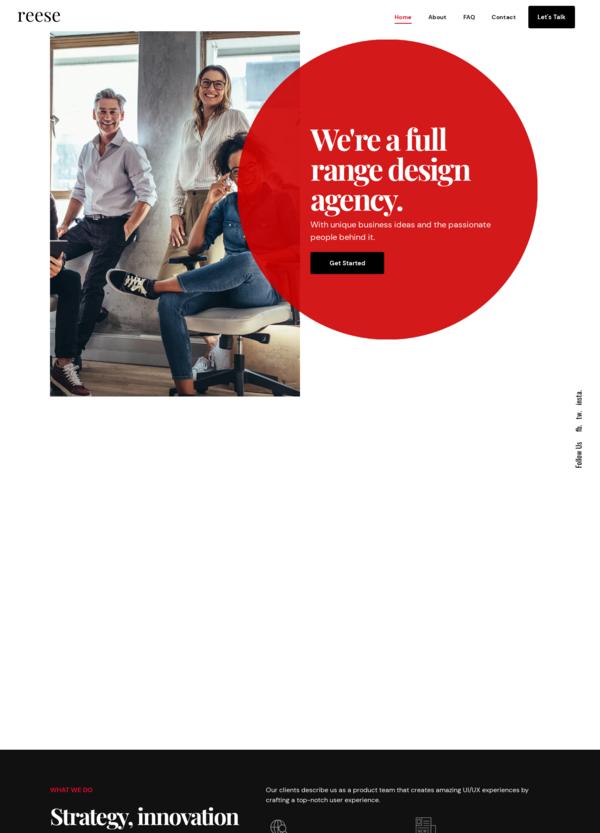 reese
Home About FAQ Contact Let's Talk
We're a full
range design
agency.
With unique business ideas and the passionate
people behind it.
Get Started
Follow Us fb. tw. insta.
WHAT WE DO
Strategy, innovation
Our clients describe us as a product team that creates amazing UI/UX experiences by
crafting a top-notch user experience.